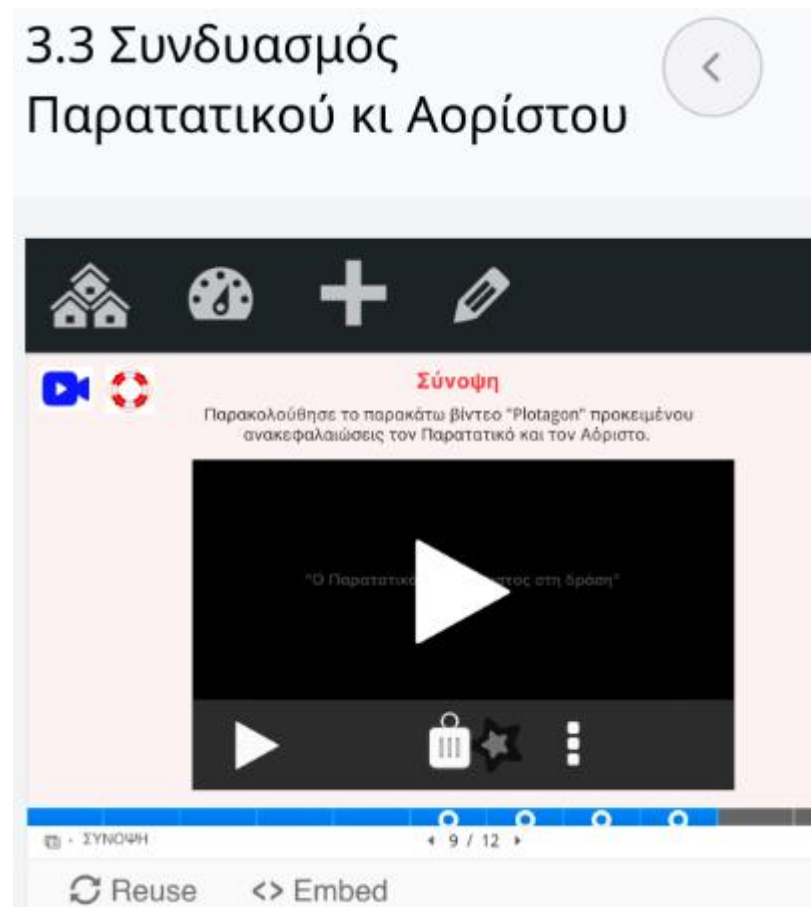 3.3 Συνδυασμός
Παρατατικού κι Αορίστου
Σύνοψη
Παρακολούθησε το παρακάτω βίντεο "Plotagon" προκειμένου
ανακεφαλαιώσεις τον Παρατατικό και τον Αόριστο.
"Ο Παρατατικό στος στη δράση"
ΣΥΝΟΨΗ
9 / 12
Reuse <> Embed